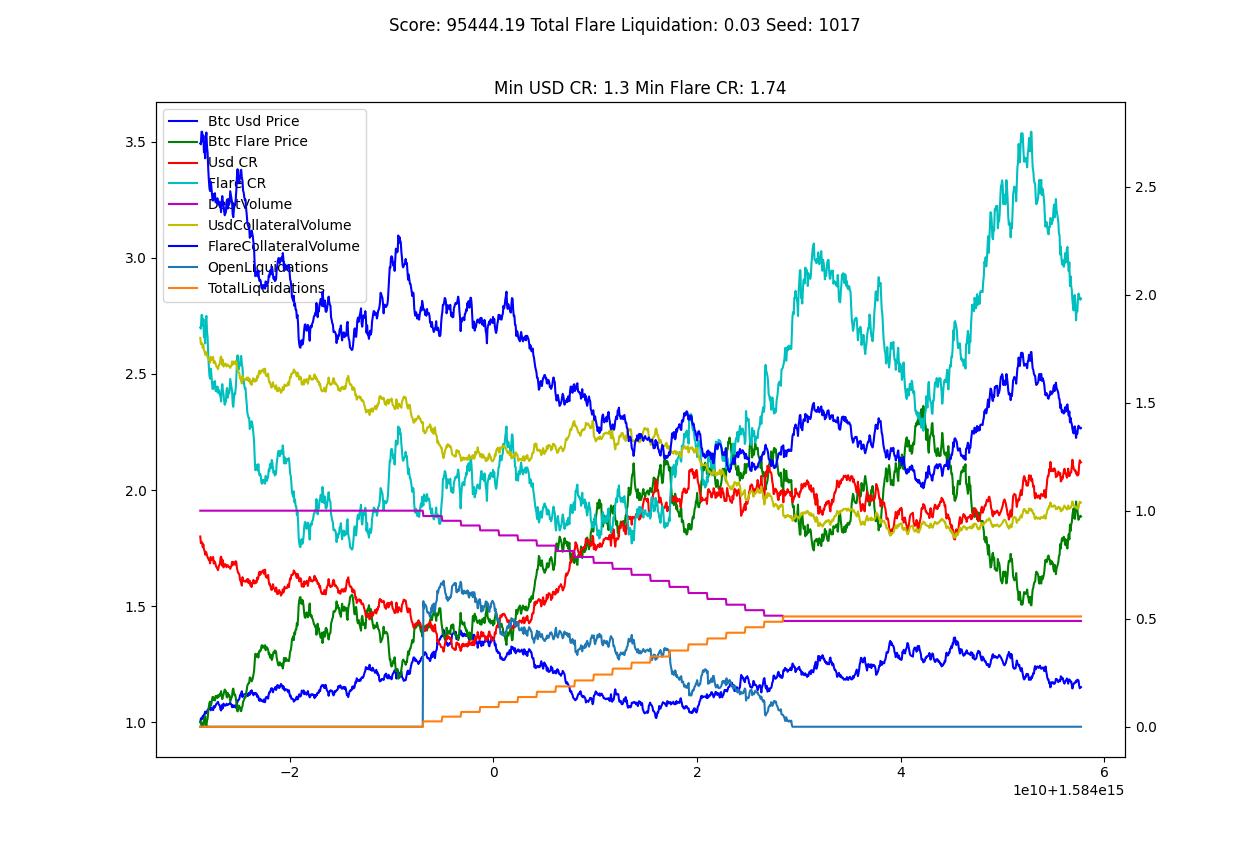 Score: 95444.19 Total Flare Liquidation: 0.03 Seed: 1017
Min USD CR: 1.3 Min Flare CR: 1.74
Btc Usd Price
Btc Flare Price
Usd CR
Flare CR
DebtVolume
UsdCollateralVolume
FlareCollateralVolume
OpenLiquidations
TotalLiquidations
3.5
3.0
2.5
2.0
1.5
1.0
2.5
2.0
1.5
1.0
0.5
0.0
−2 0 2 4 6
1e10+1.584e15